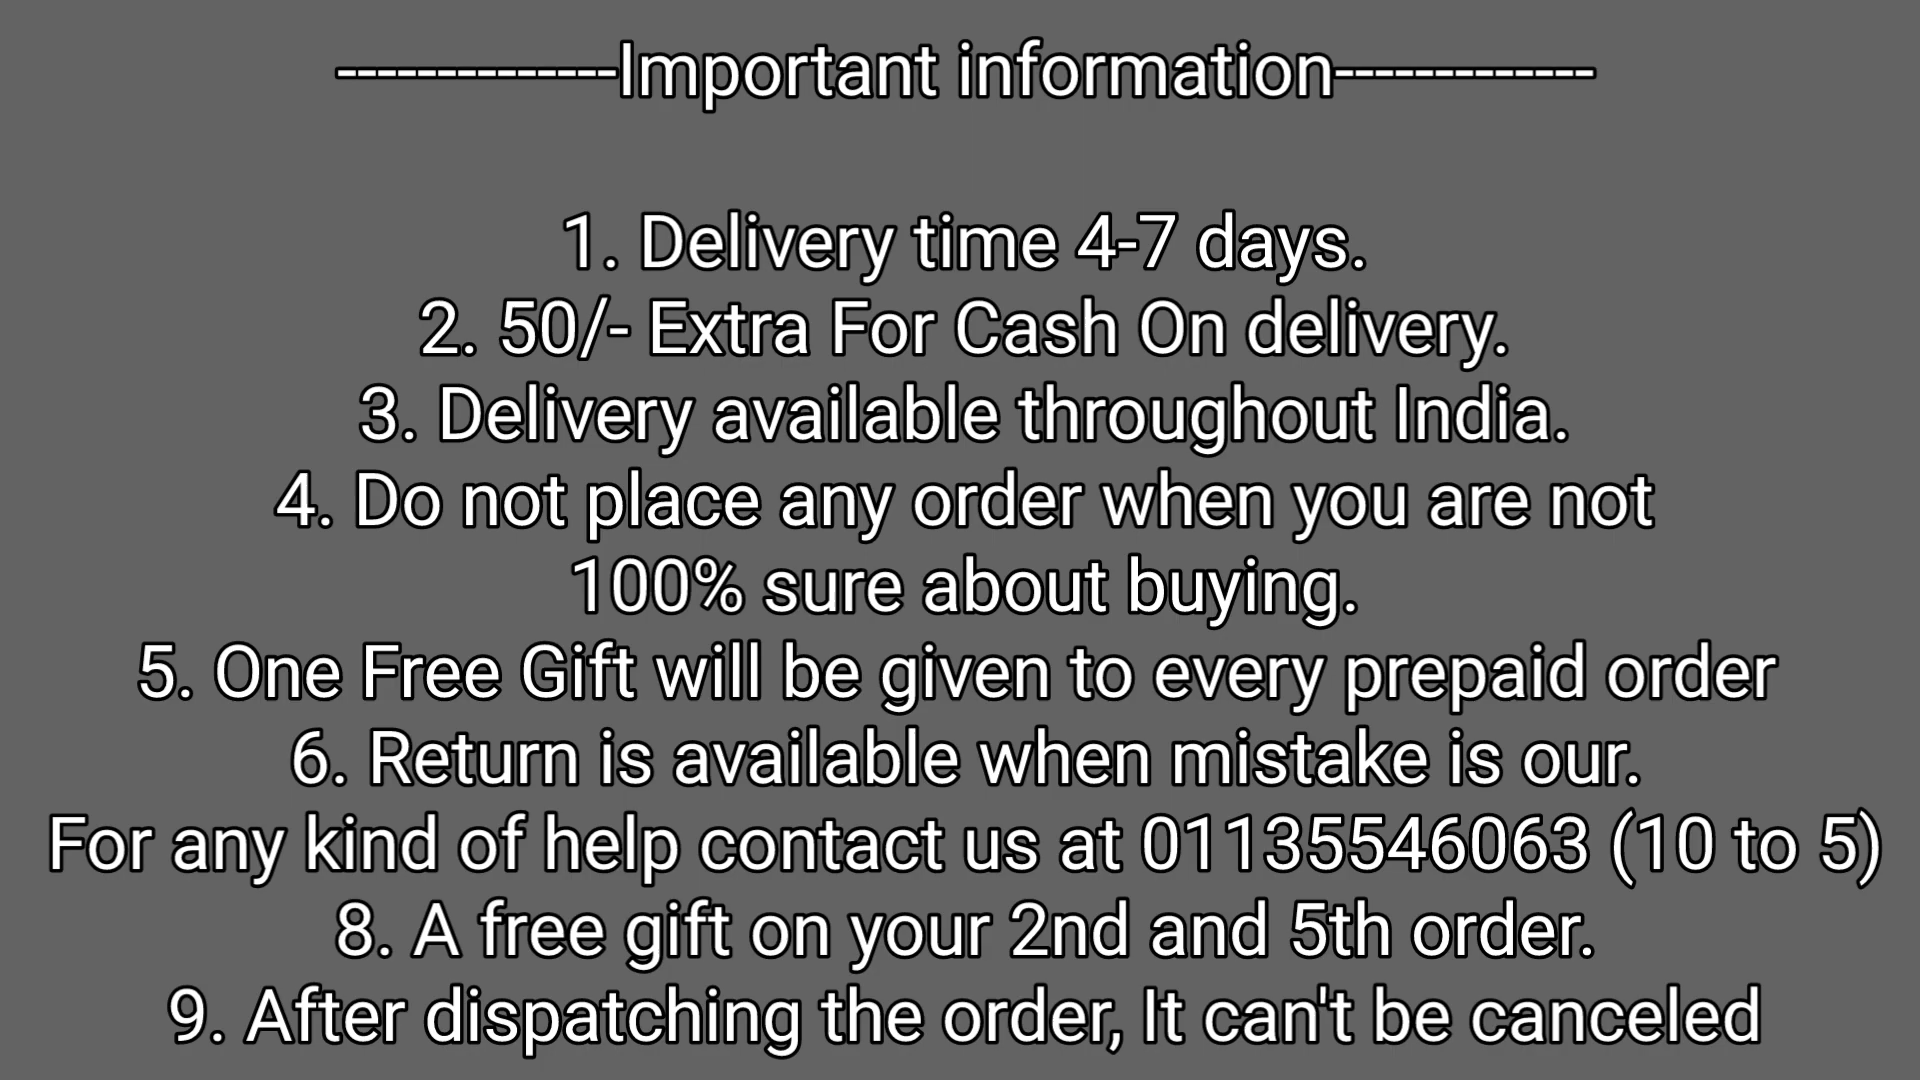 --------------Important information-------------
1. Delivery time 4-7 days.
2. 50/- Extra For Cash On delivery.
3. Delivery available throughout India.
4. Do not place any order when you are not
100% sure about buying.
5. One Free Gift will be given to every prepaid order
6. Return is available when mistake is our.
For any kind of help contact us at 01135546063 (10 to 5)
8. A free gift on your 2nd and 5th order.
9. After dispatching the order, It can't be canceled